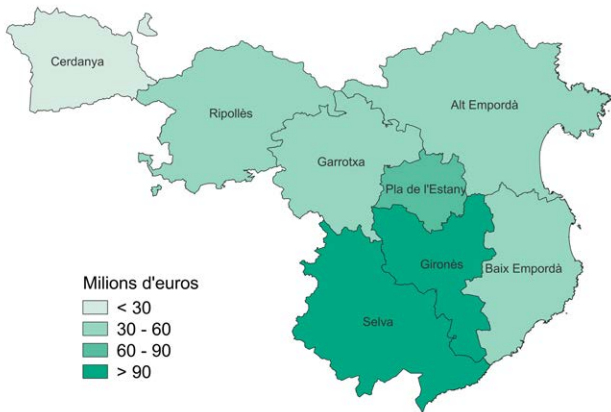 Cerdanya
Ripollès
Alt Empordà
Garrotxa
Pla de l'Estany
Gironès
Baix Empordà
Selva
Milions d'euros
< 30
30 - 60
60 - 90
> 90